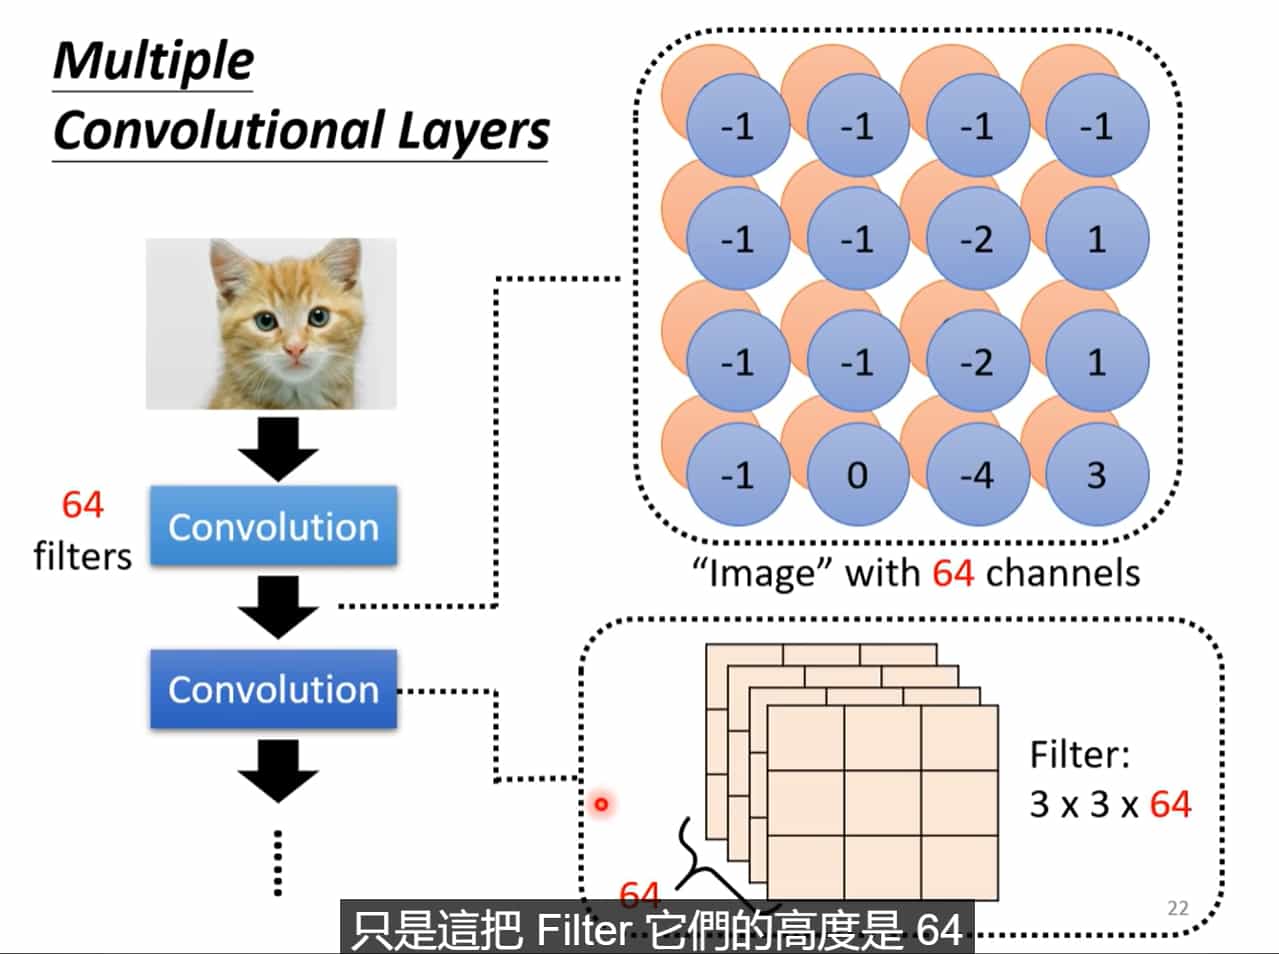 Multiple
Convolutional Layers
-1 -1 -1 -1
-1 -1 -2 1
-1 -1 -2 1
-1 0 -4 3
“Image” with 64 channels
64
filters
Convolution
Convolution
Filter:
3 x 3 x 64
64
22
只是這把 Filter 它們的高度是 64